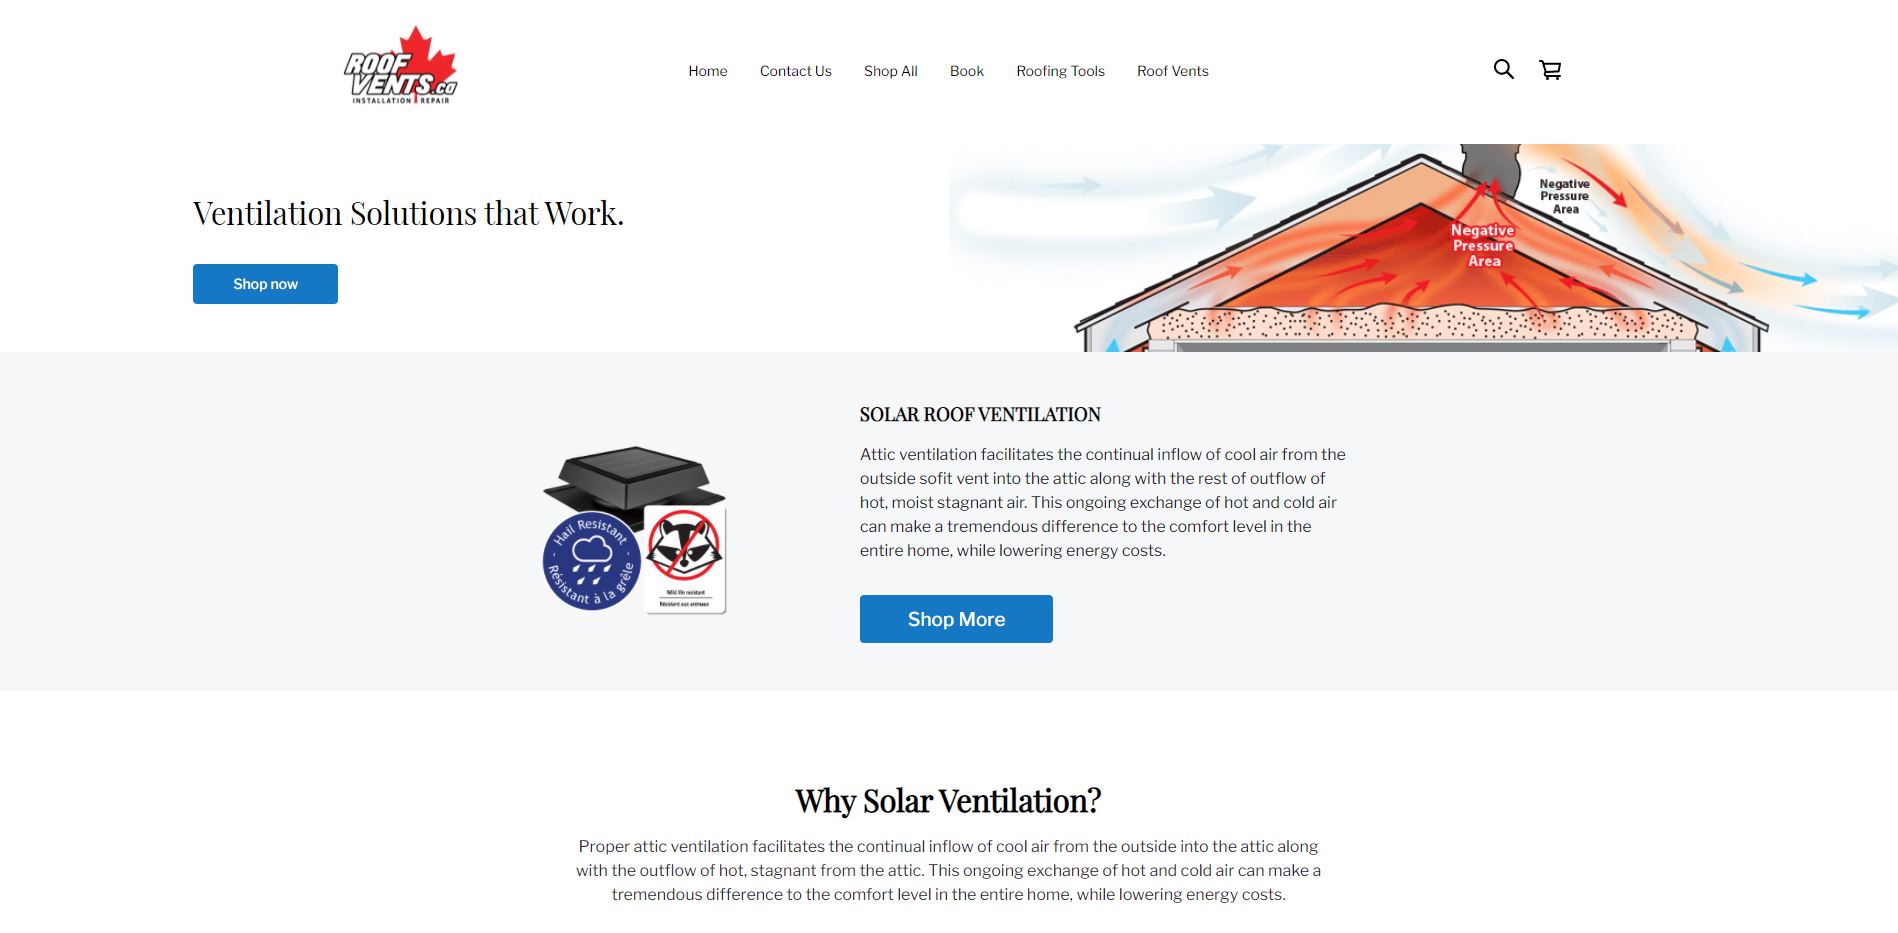 ROOF
VENTS.ca
INSTALLATION REPAIR
Home
Contact Us
Shop All
Book
Roofing Tools
Roof Vents
Ventilation Solutions that Work.
Shop now
Negative
Pressure
Area
Negative
Pressure
Area
SOLAR ROOF VENTILATION
Attic ventilation facilitates the continual inflow of cool air from the
outside sofit vent into the attic along with the rest of outflow of
hot, moist stagnant air. This ongoing exchange of hot and cold air
can make a tremendous difference to the comfort level in the
entire home, while lowering energy costs.
Hail Resistant
Résistant à la grêle
Wild life resistant
Résistant aux animaux
Shop More
Why Solar Ventilation?
Proper attic ventilation facilitates the continual inflow of cool air from the outside into the attic along
with the outflow of hot, stagnant from the attic. This ongoing exchange of hot and cold air can make a
tremendous difference to the comfort level in the entire home, while lowering energy costs.